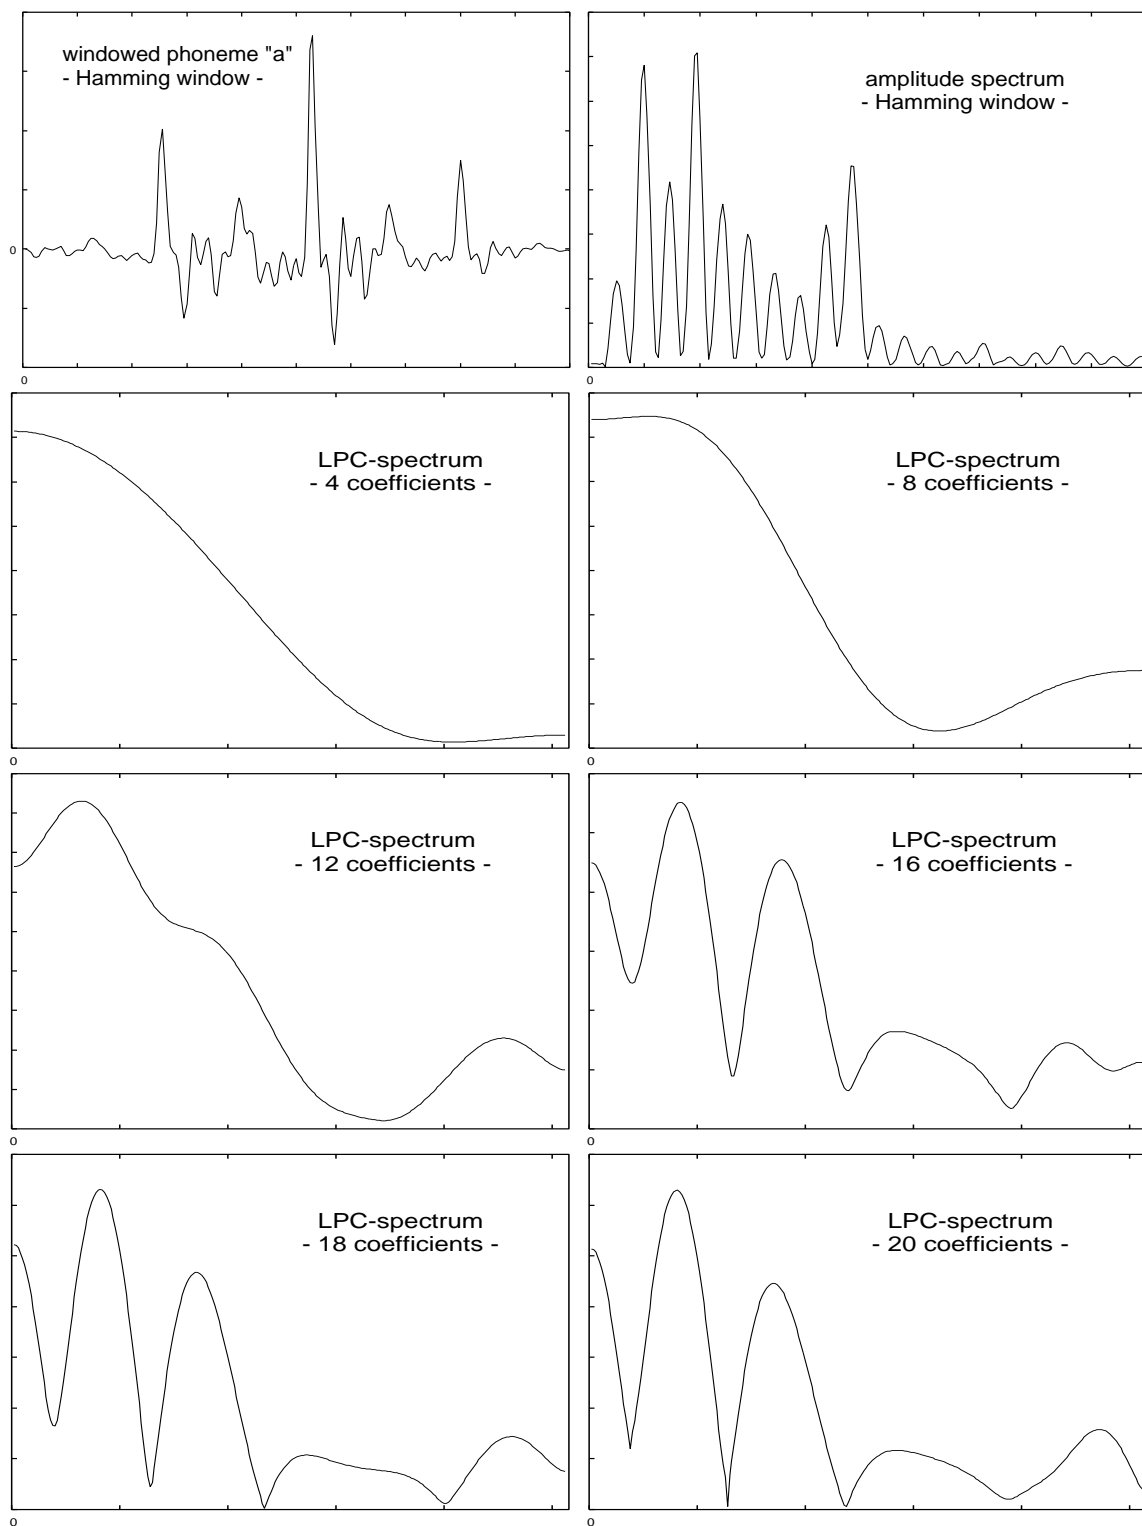 windowed phoneme "a"
- Hamming window -
0
0
amplitude spectrum
- Hamming window -
0
LPC-spectrum
- 4 coefficients -
0
LPC-spectrum
- 8 coefficients -
0
LPC-spectrum
- 12 coefficients -
0
LPC-spectrum
- 16 coefficients -
0
LPC-spectrum
- 18 coefficients -
0
LPC-spectrum
- 20 coefficients -
0